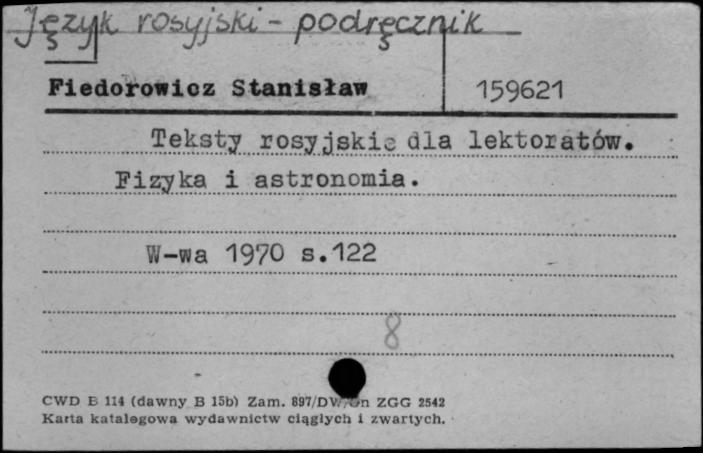 Język rosyjski - podręcznik
Fiedorowicz Stanisław 159621
Teksty rosyjskie dla lektoratów.
Fizyka i astronomia.
W-wa 1970 s.122
8
CWD B 114 (dawny B 15b) Zam. 897/DW/ ZGG 2542
Karta katalogowa wydawnictw ciągłych i zwartych.